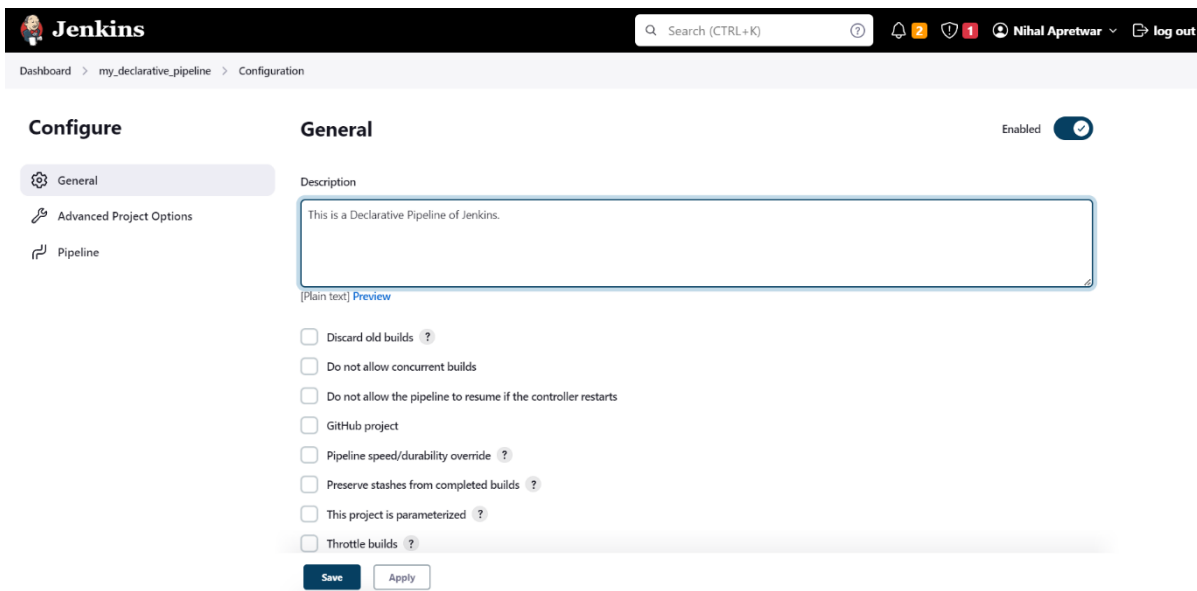 Jenkins
Search (CTRL+K) ?
2 1 Nihal Apretwar log out
Dashboard > my_declarative_pipeline > Configuration
Configure
General
Advanced Project Options
Pipeline
General
Enabled
Description
This is a Declarative Pipeline of Jenkins.
[Plain text] Preview
Discard old builds ?
Do not allow concurrent builds
Do not allow the pipeline to resume if the controller restarts
GitHub project
Pipeline speed/durability override ?
Preserve stashes from completed builds ?
This project is parameterized ?
Throttle builds ?
Save Apply